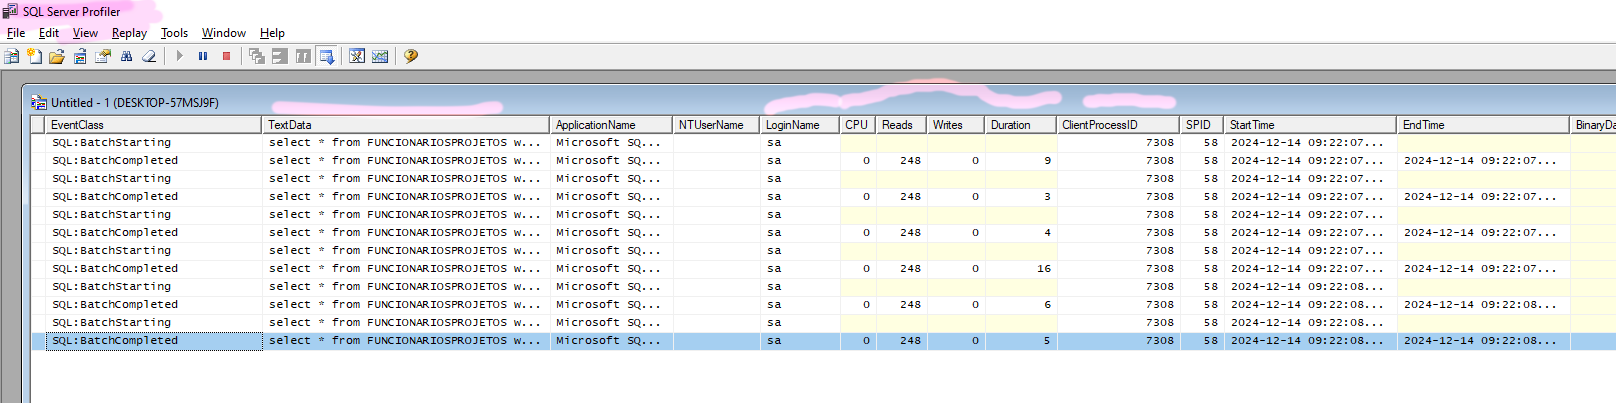 SQL Server Profiler
File Edit View Replay Tools Window Help
Untitled - 1 (DESKTOP-57MSJ9F)
EventClass TextData ApplicationName NTUserName LoginName CPU Reads Writes Duration ClientProcessID SPID StartTime EndTime BinaryDa
SQL:BatchStarting select * from FUNCIONARIOSPROJETOS w... Microsoft SQ... sa 7308 58 2024-12-14 09:22:07...
SQL:BatchCompleted select * from FUNCIONARIOSPROJETOS w... Microsoft SQ... sa 0 248 0 9 7308 58 2024-12-14 09:22:07... 2024-12-14 09:22:07...
SQL:BatchStarting select * from FUNCIONARIOSPROJETOS w... Microsoft SQ... sa 7308 58 2024-12-14 09:22:07...
SQL:BatchCompleted select * from FUNCIONARIOSPROJETOS w... Microsoft SQ... sa 0 248 0 3 7308 58 2024-12-14 09:22:07... 2024-12-14 09:22:07...
SQL:BatchStarting select * from FUNCIONARIOSPROJETOS w... Microsoft SQ... sa 7308 58 2024-12-14 09:22:07...
SQL:BatchCompleted select * from FUNCIONARIOSPROJETOS w... Microsoft SQ... sa 0 248 0 4 7308 58 2024-12-14 09:22:07... 2024-12-14 09:22:07...
SQL:BatchStarting select * from FUNCIONARIOSPROJETOS w... Microsoft SQ... sa 7308 58 2024-12-14 09:22:07...
SQL:BatchCompleted select * from FUNCIONARIOSPROJETOS w... Microsoft SQ... sa 0 248 0 16 7308 58 2024-12-14 09:22:07... 2024-12-14 09:22:07...
SQL:BatchStarting select * from FUNCIONARIOSPROJETOS w... Microsoft SQ... sa 7308 58 2024-12-14 09:22:08...
SQL:BatchCompleted select * from FUNCIONARIOSPROJETOS w... Microsoft SQ... sa 0 248 0 6 7308 58 2024-12-14 09:22:08... 2024-12-14 09:22:08...
SQL:BatchStarting select * from FUNCIONARIOSPROJETOS w... Microsoft SQ... sa 7308 58 2024-12-14 09:22:08...
SQL:BatchCompleted select * from FUNCIONARIOSPROJETOS w... Microsoft SQ... sa 0 248 0 5 7308 58 2024-12-14 09:22:08... 2024-12-14 09:22:08...